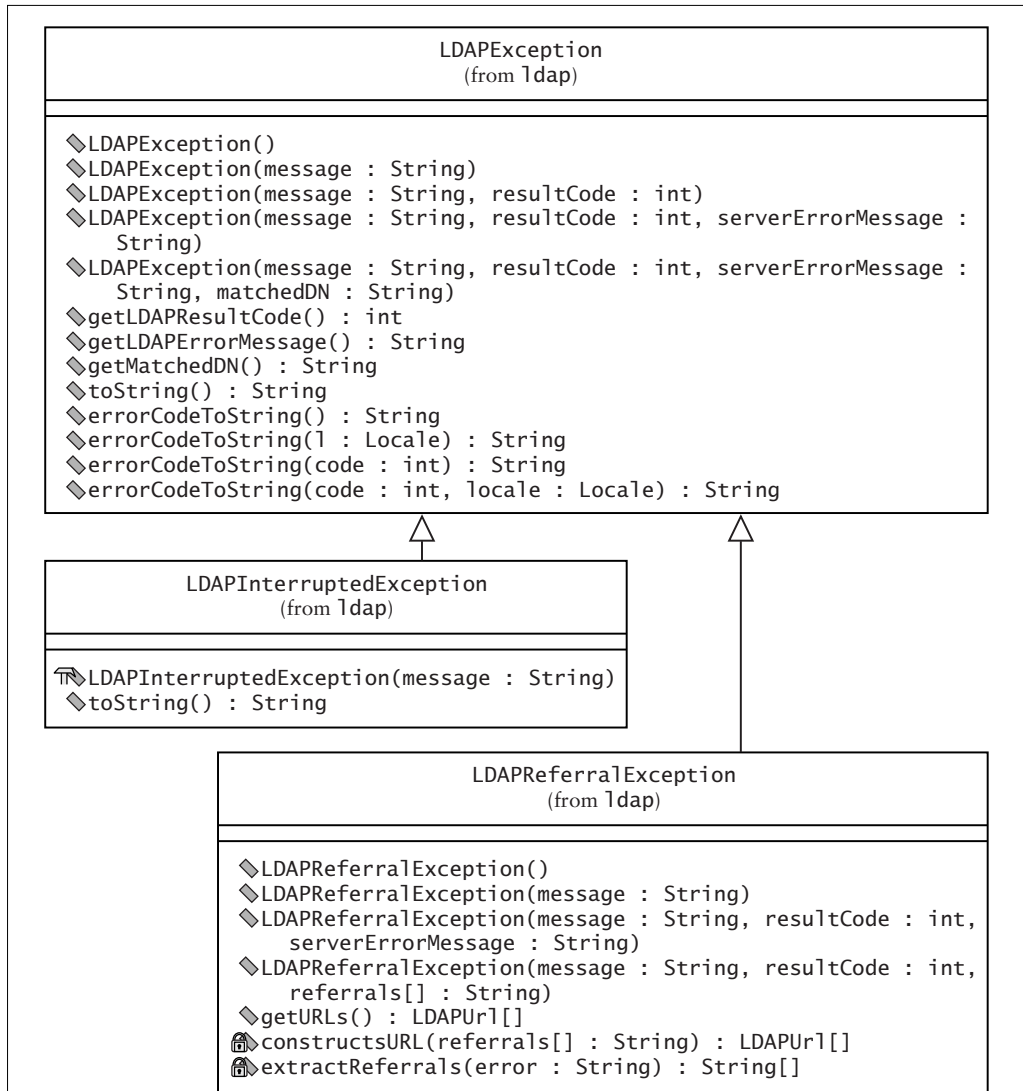 LDAPException
(from ldap)
LDAPException()
LDAPException(message : String)
LDAPException(message : String, resultCode : int)
LDAPException(message : String, resultCode : int, serverErrorMessage :
String)
LDAPException(message : String, resultCode : int, serverErrorMessage :
String, matchedDN : String)
getLDAPResultCode() : int
getLDAPErrorMessage() : String
getMatchedDN() : String
toString() : String
errorCodeToString() : String
errorCodeToString(l : Locale) : String
errorCodeToString(code : int) : String
errorCodeToString(code : int, locale : Locale) : String
LDAPInterruptedException
(from ldap)
LDAPInterruptedException(message : String)
toString() : String
LDAPReferralException
(from ldap)
LDAPReferralException()
LDAPReferralException(message : String)
LDAPReferralException(message : String, resultCode : int,
serverErrorMessage : String)
LDAPReferralException(message : String, resultCode : int,
referrals[] : String)
getURLs() : LDAPUrl[]
constructsURL(referrals[] : String) : LDAPUrl[]
extractReferrals(error : String) : String[]